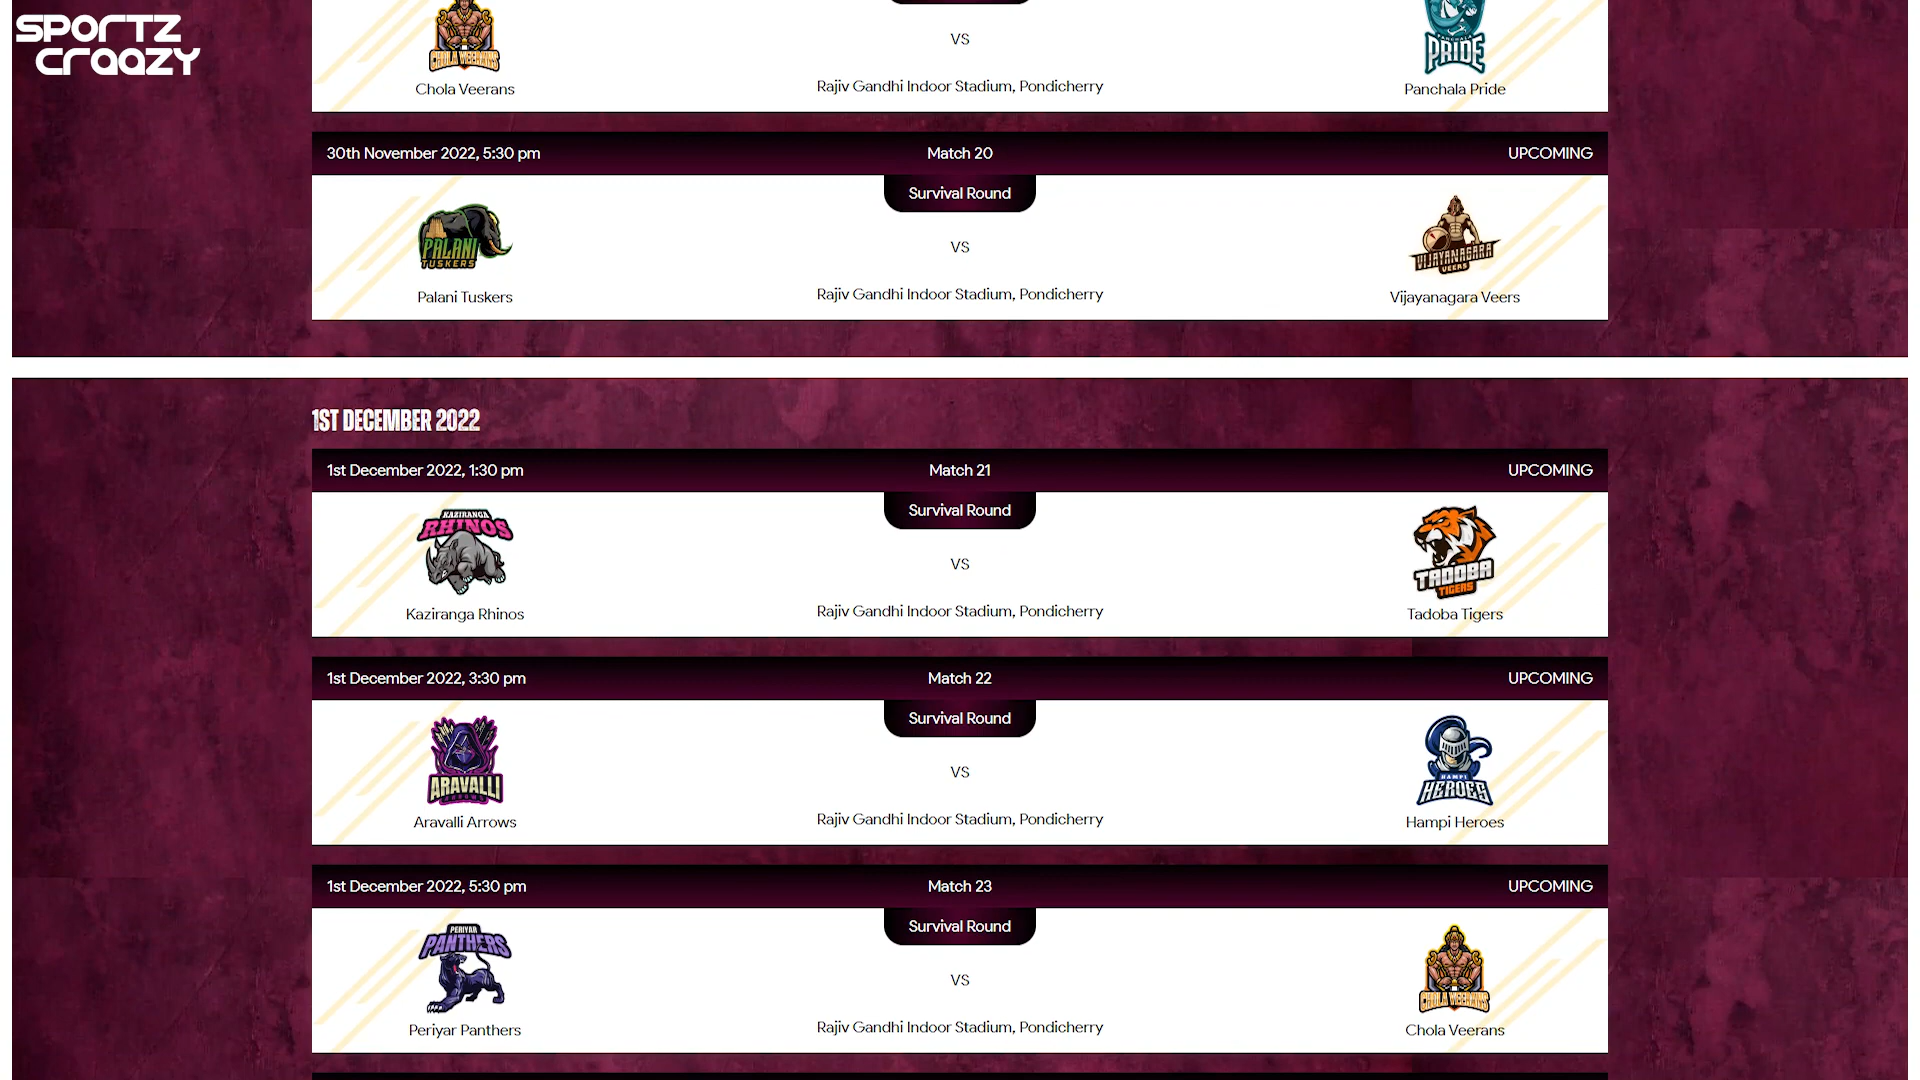 SPORTZ
CRAAZY
CHOLA VEERANS
PANCHALA
PRIDE
VS
Chola Veerans
Rajiv Gandhi Indoor Stadium, Pondicherry
Panchala Pride
30th November 2022, 5:30 pm
Match 20
UPCOMING
Survival Round
PALANI
TUSKERS
VS
VIJAYANAGARA
VEERS
Palani Tuskers
Rajiv Gandhi Indoor Stadium, Pondicherry
Vijayanagara Veers
1ST DECEMBER 2022
1st December 2022, 1:30 pm
Match 21
UPCOMING
Survival Round
KAZIRANGA
RHINOS
VS
TADOBA
TIGERS
Kaziranga Rhinos
Rajiv Gandhi Indoor Stadium, Pondicherry
Tadoba Tigers
1st December 2022, 3:30 pm
Match 22
UPCOMING
Survival Round
ARAVALLI
ARROWS
VS
HAMPI
HEROES
Aravalli Arrows
Rajiv Gandhi Indoor Stadium, Pondicherry
Hampi Heroes
1st December 2022, 5:30 pm
Match 23
UPCOMING
Survival Round
PERIYAR
PANTHERS
VS
CHOLA VEERANS
Periyar Panthers
Rajiv Gandhi Indoor Stadium, Pondicherry
Chola Veerans